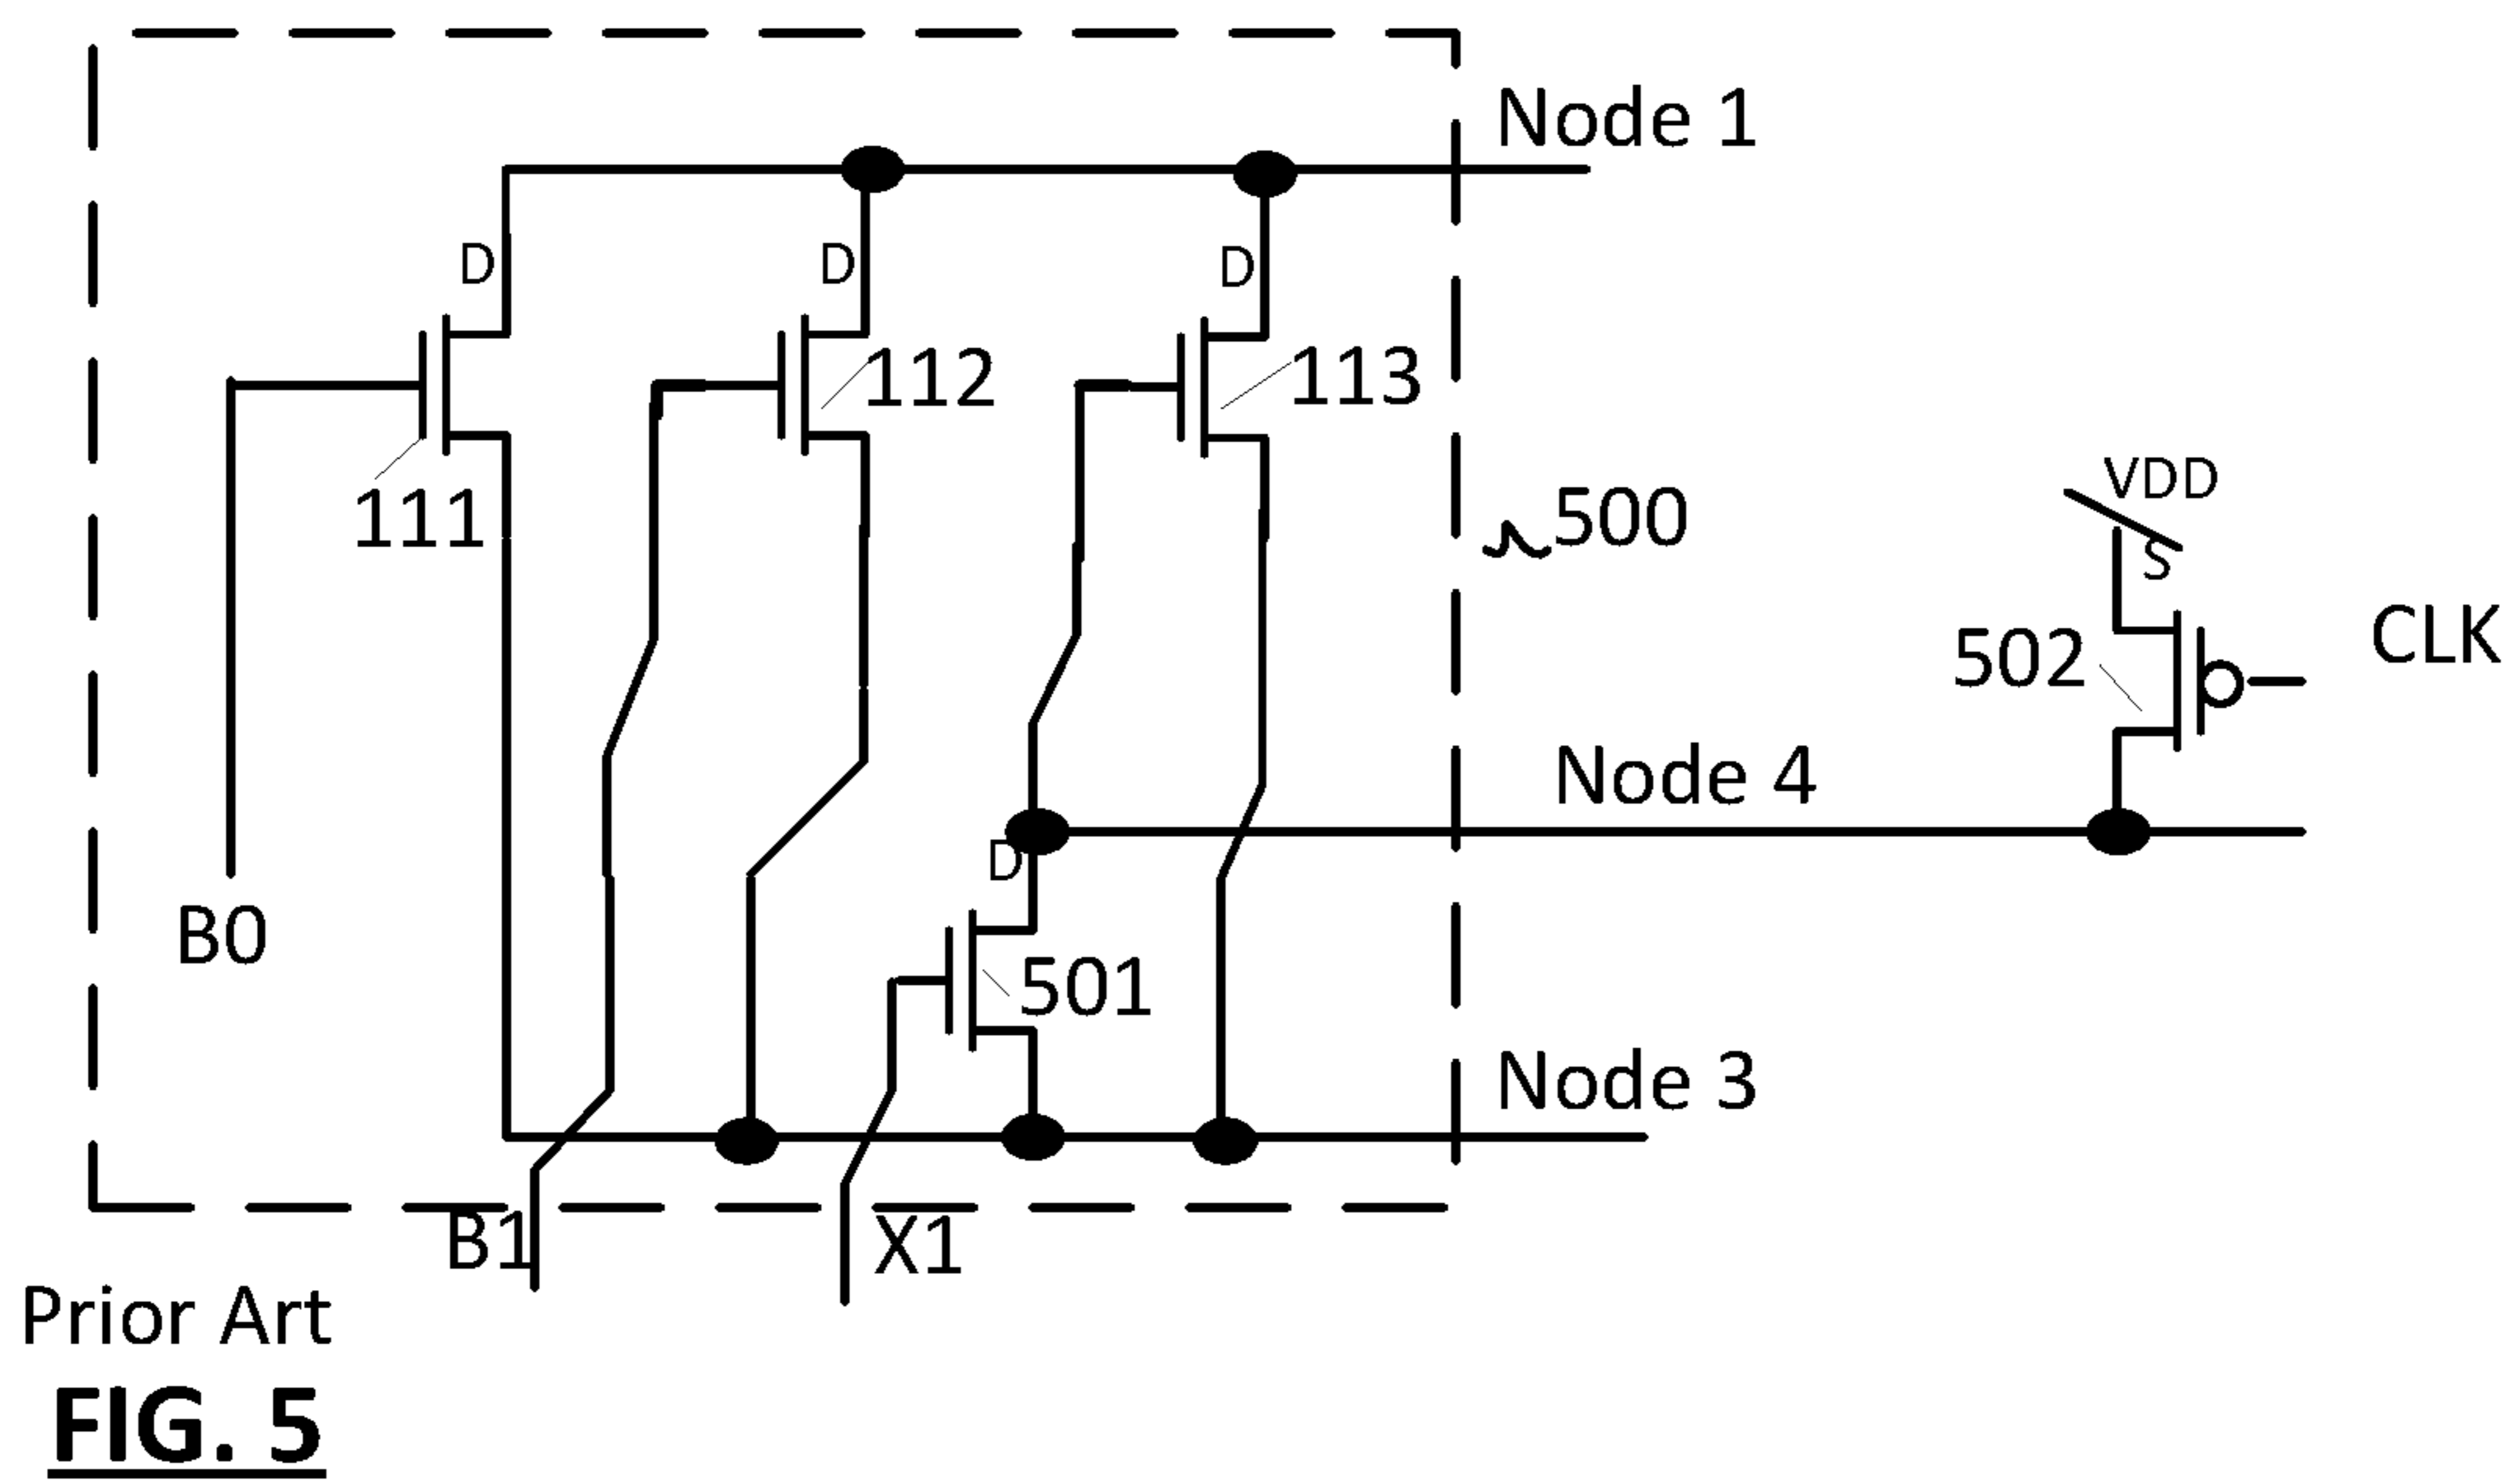 Node 1
D
D
D
112
113
111
500
VDD
S
502
CLK
Node 4
D
B0
501
Node 3
B1
X1
Prior Art
FIG. 5